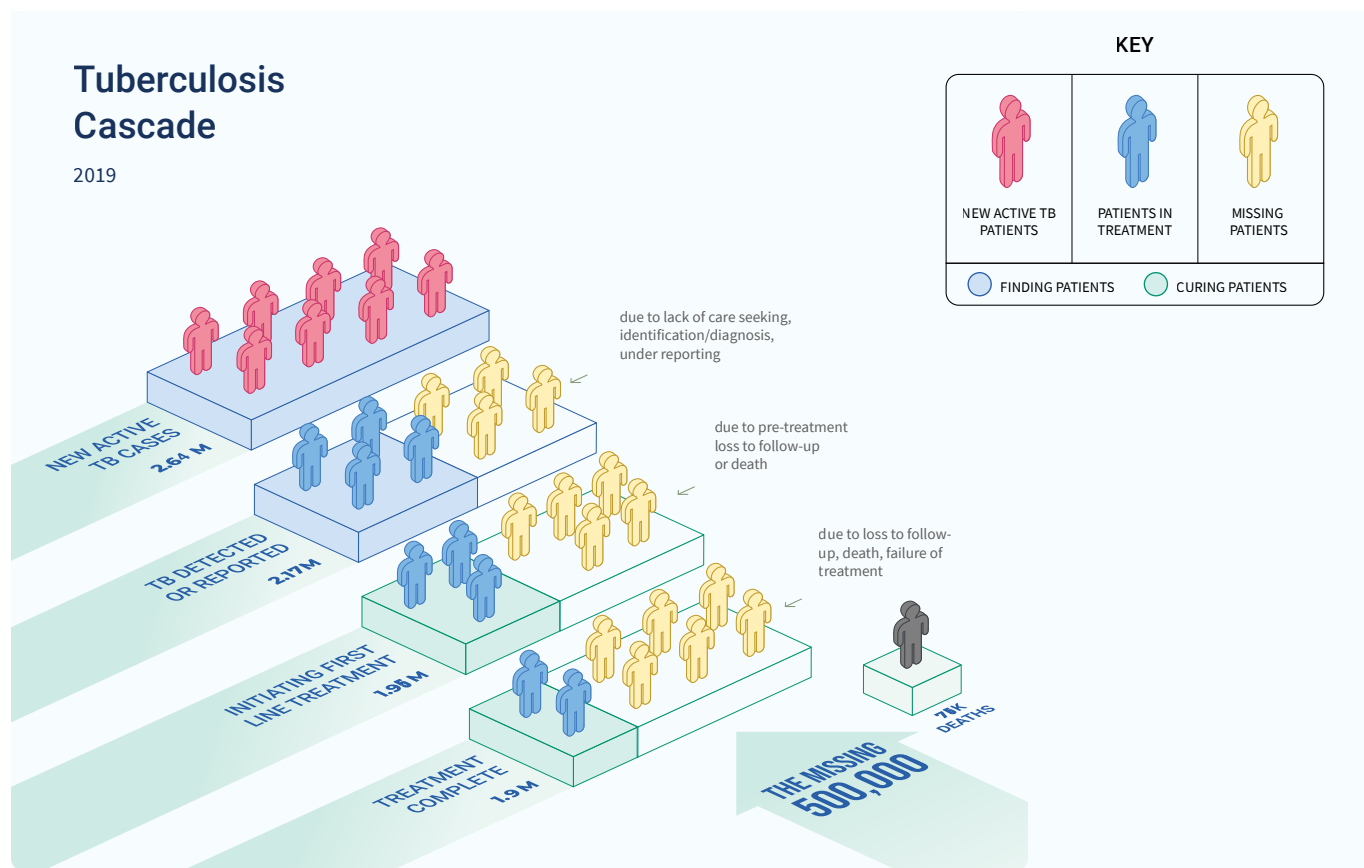 Tuberculosis
Cascade
2019
KEY
NEW ACTIVE TB
PATIENTS
PATIENTS IN
TREATMENT
MISSING
PATIENTS
FINDING PATIENTS
CURING PATIENTS
due to lack of care seeking,
identification/diagnosis,
under reporting
due to pre-treatment
loss to follow-up
or death
due to loss to follow-
up, death, failure of
treatment
NEW ACTIVE
TB CASES
2.64 M
TB DETECTED
OR REPORTED
2.17M
INITIATING FIRST
LINE TREATMENT
TREATMENT
COMPLETE
1.9 M
DEATHS
THE MISSING
500,000